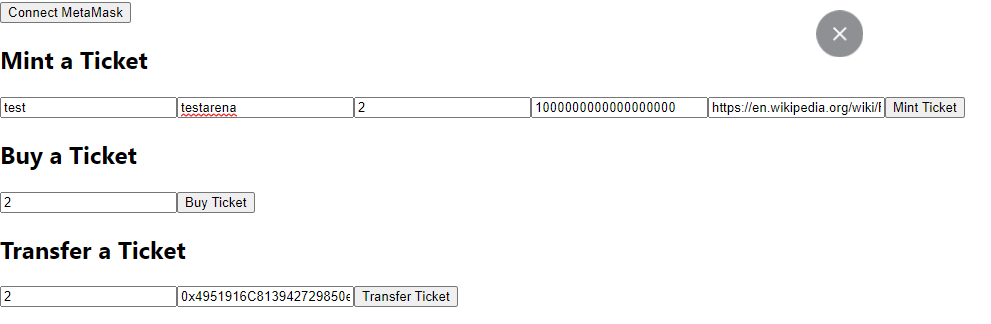 Connect MetaMask
Mint a Ticket
test testarena 2 1000000000000000000 https://en.wikipedia.org/wiki/ Mint Ticket
Buy a Ticket
2 Buy Ticket
Transfer a Ticket
2 0x4951916C813942729850 Transfer Ticket